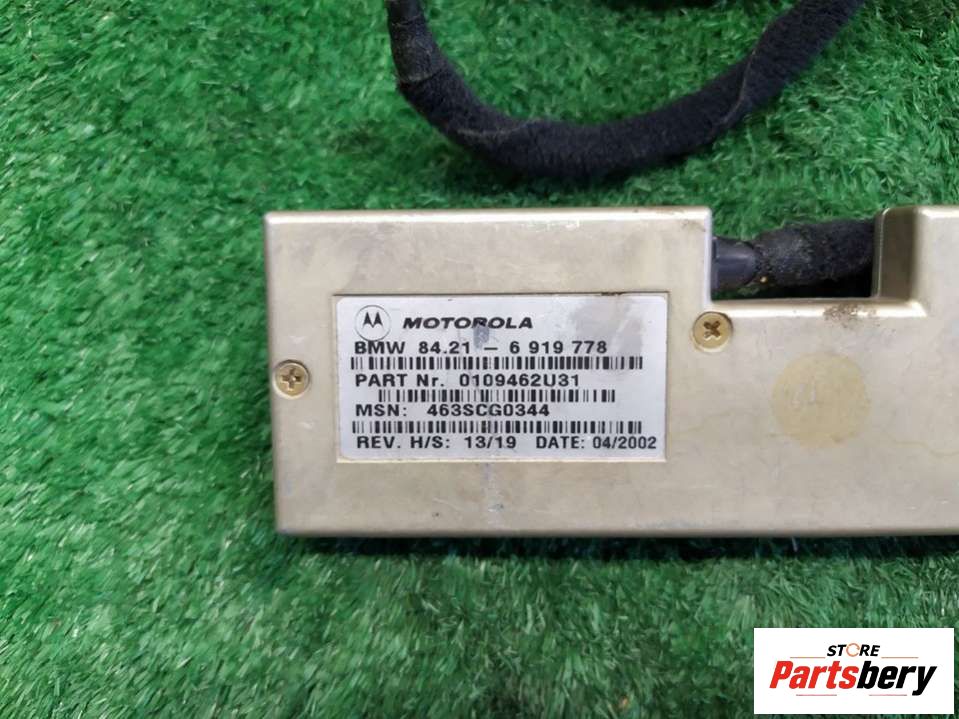 MOTOROLA
BMW 84.21 – 6 919 778
PART Nr. 0109462U31
MSN: 463SCG0344
REV. H/S: 13/19 DATE: 04/2002
STORE
Partsbery